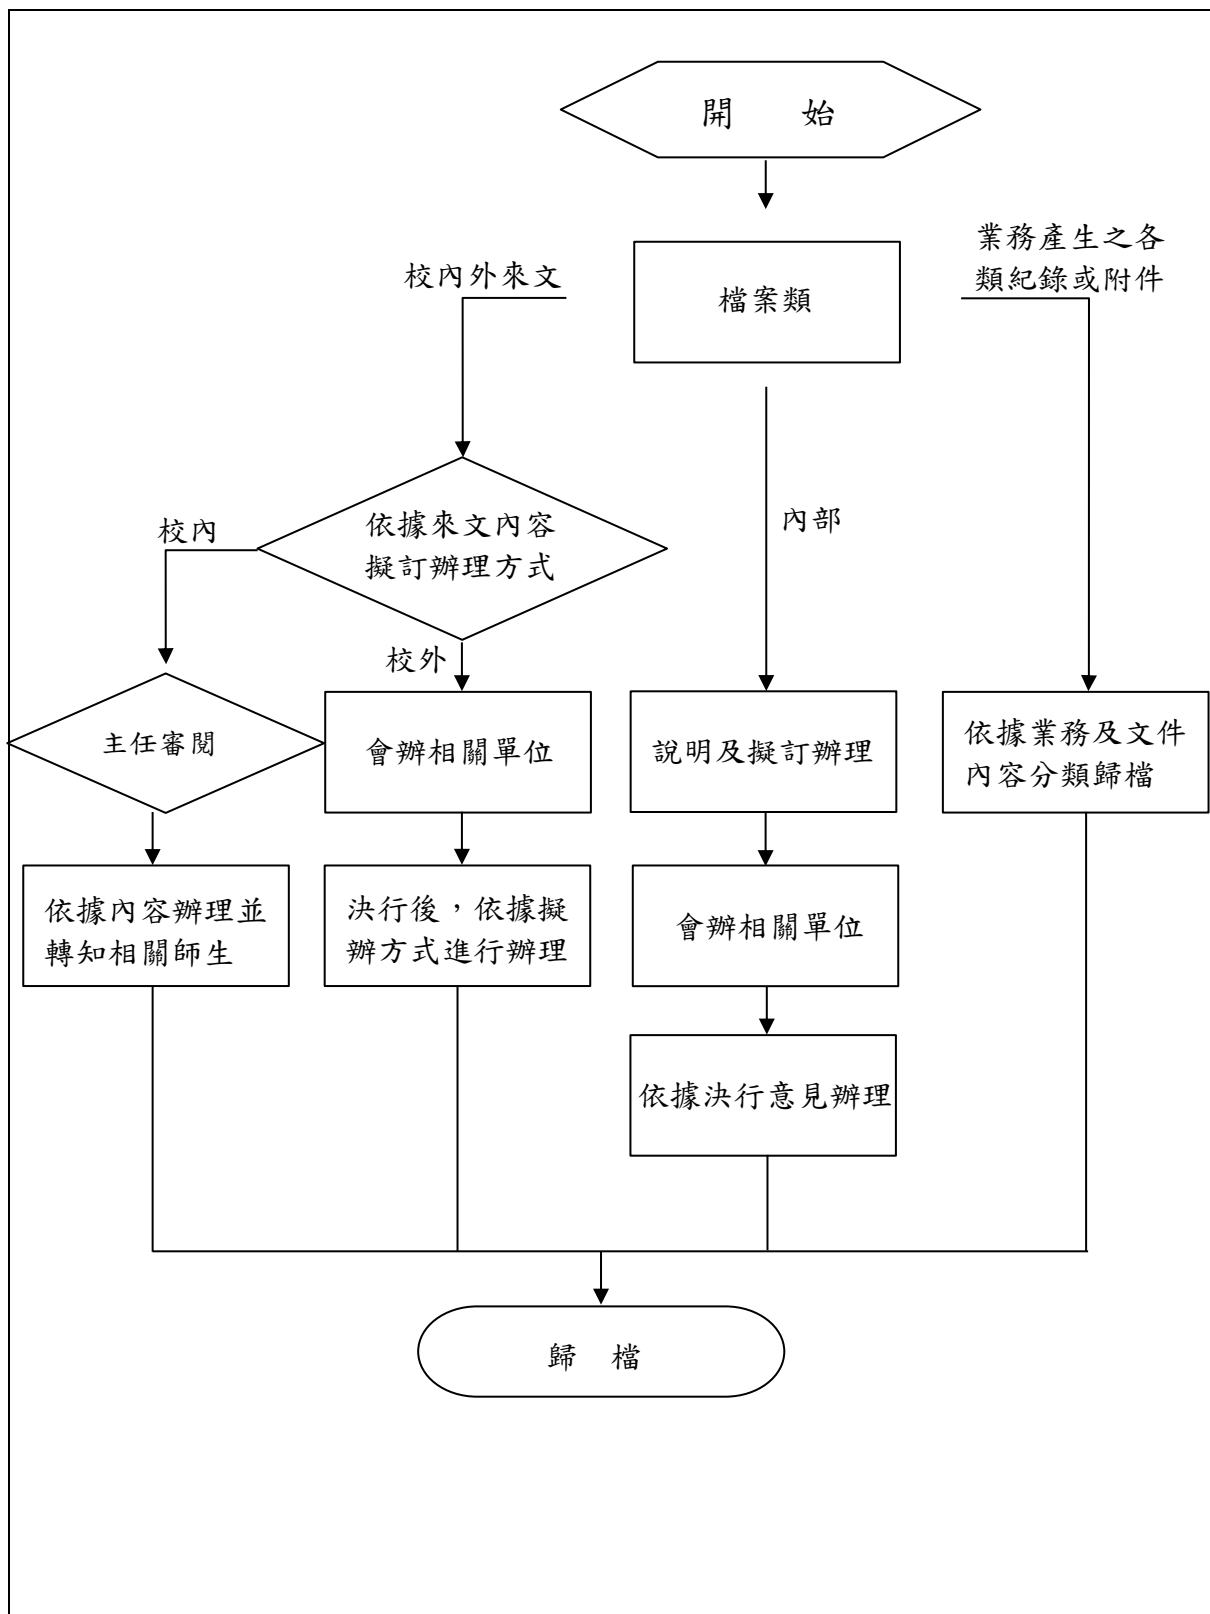 開　始
業務產生之各
類紀錄或附件
校內外來文
檔案類
校內
依據來文內容
擬訂辦理方式
內部
校外
主任審閱
會辦相關單位
說明及擬訂辦理
依據業務及文件
內容分類歸檔
依據內容辦理並
轉知相關師生
決行後，依據擬
辦方式進行辦理
會辦相關單位
依據決行意見辦理
歸　檔